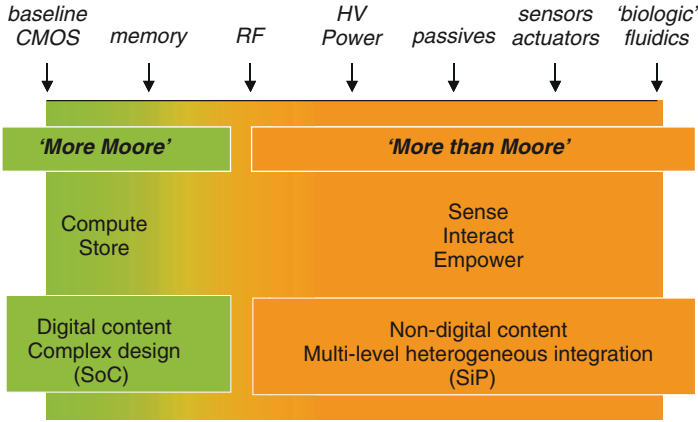 baseline
CMOS
memory
RF
HV
Power
passives
sensors
actuators
‘biologic’
fluidics
‘More Moore’
‘More than Moore’
Compute
Store
Sense
Interact
Empower
Digital content
Complex design
(SoC)
Non-digital content
Multi-level heterogeneous integration
(SiP)